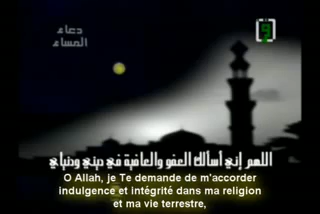 دعاء
المساء
اللهم إني أسألك العفو والعافية في ديني ودنياي
O Allah, je Te demande de m'accorder
indulgence et intégrité dans ma religion
et ma vie terrestre,